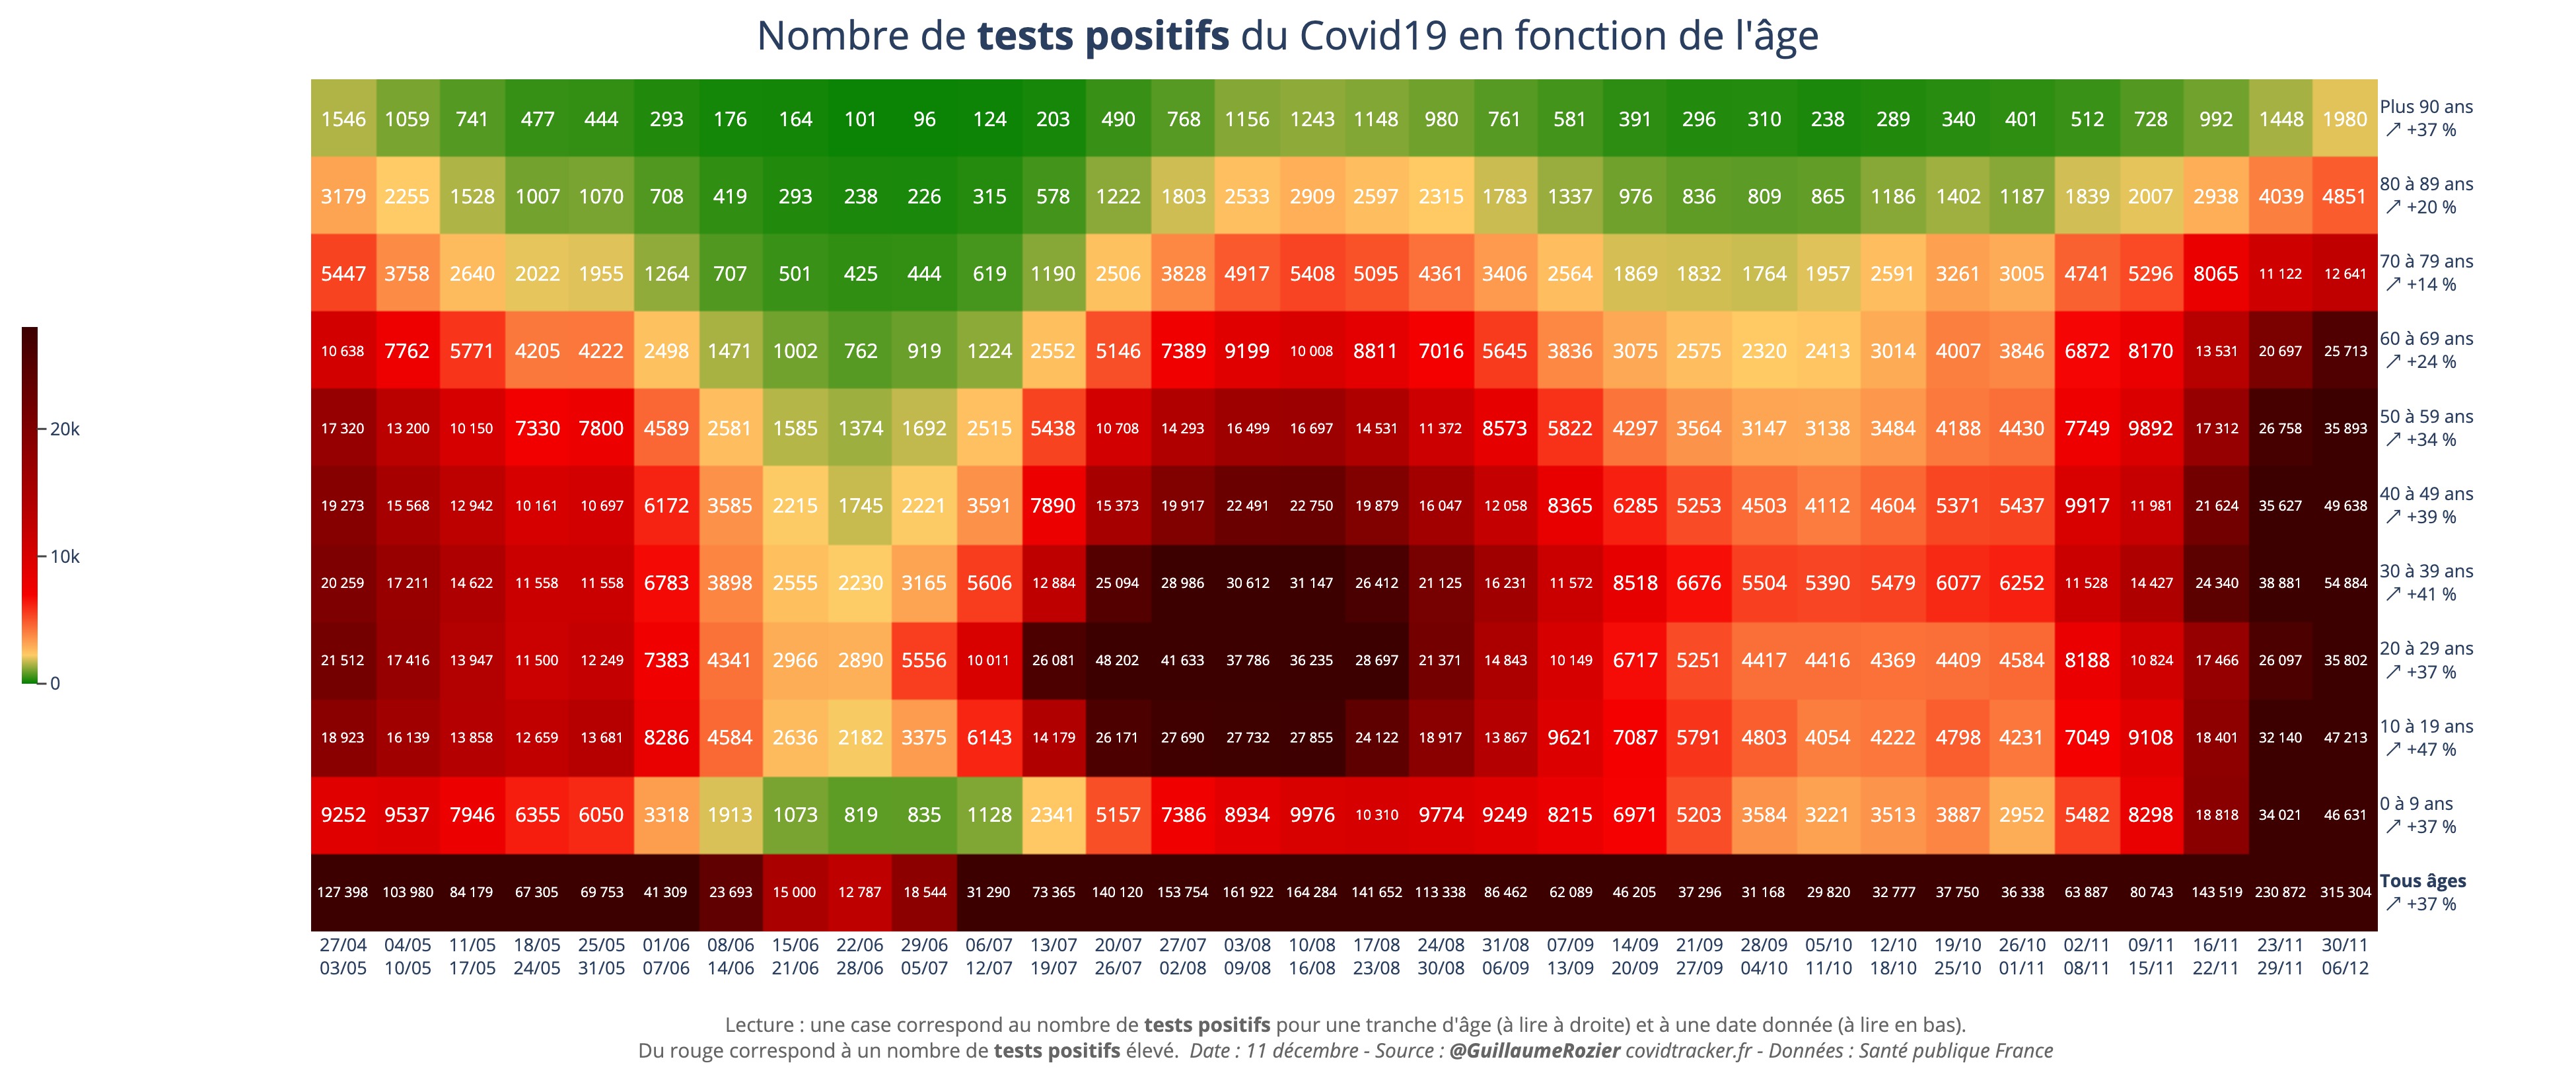 Nombre de tests positifs du Covid19 en fonction de l'âge
1546 1059 741 477 444 293 176 164 101 96 124 203 490 768 1156 1243 1148 980 761 581 391 296 310 238 289 340 401 512 728 992 1448 1980 Plus 90 ans
↗ +37 %
3179 2255 1528 1007 1070 708 419 293 238 226 315 578 1222 1803 2533 2909 2597 2315 1783 1337 976 836 809 865 1186 1402 1187 1839 2007 2938 4039 4851 80 à 89 ans
↗ +20 %
5447 3758 2640 2022 1955 1264 707 501 425 444 619 1190 2506 3828 4917 5408 5095 4361 3406 2564 1869 1832 1764 1957 2591 3261 3005 4741 5296 8065 11 122 12 641 70 à 79 ans
↗ +14 %
10 638 7762 5771 4205 4222 2498 1471 1002 762 919 1224 2552 5146 7389 9199 10 008 8811 7016 5645 3836 3075 2575 2320 2413 3014 4007 3846 6872 8170 13 531 20 697 25 713 60 à 69 ans
↗ +24 %
17 320 13 200 10 150 7330 7800 4589 2581 1585 1374 1692 2515 5438 10 708 14 293 16 499 16 697 14 531 11 372 8573 5822 4297 3564 3147 3138 3484 4188 4430 7749 9892 17 312 26 758 35 893 50 à 59 ans
↗ +34 %
19 273 15 568 12 942 10 161 10 697 6172 3585 2215 1745 2221 3591 7890 15 373 19 917 22 491 22 750 19 879 16 047 12 058 8365 6285 5253 4503 4112 4604 5371 5437 9917 11 981 21 624 35 627 49 638 40 à 49 ans
↗ +39 %
20 259 17 211 14 622 11 558 11 558 6783 3898 2555 2230 3165 5606 12 884 25 094 28 986 30 612 31 147 26 412 21 125 16 231 11 572 8518 6676 5504 5390 5479 6077 6252 11 528 14 427 24 340 38 881 54 884 30 à 39 ans
↗ +41 %
21 512 17 416 13 947 11 500 12 249 7383 4341 2966 2890 5556 10 011 26 081 48 202 41 633 37 786 36 235 28 697 21 371 14 843 10 149 6717 5251 4417 4416 4369 4409 4584 8188 10 824 17 466 26 097 35 802 20 à 29 ans
↗ +37 %
18 923 16 139 13 858 12 659 13 681 8286 4584 2636 2182 3375 6143 14 179 26 171 27 690 27 732 27 855 24 122 18 917 13 867 9621 7087 5791 4803 4054 4222 4798 4231 7049 9108 18 401 32 140 47 213 10 à 19 ans
↗ +47 %
9252 9537 7946 6355 6050 3318 1913 1073 819 835 1128 2341 5157 7386 8934 9976 10 310 9774 9249 8215 6971 5203 3584 3221 3513 3887 2952 5482 8298 18 818 34 021 46 631 0 à 9 ans
↗ +37 %
127 398 103 980 84 179 67 305 69 753 41 309 23 693 15 000 12 787 18 544 31 290 73 365 140 120 153 754 161 922 164 284 141 652 113 338 86 462 62 089 46 205 37 296 31 168 29 820 32 777 37 750 36 338 63 887 80 743 143 519 230 872 315 304 Tous âges
↗ +37 %
20k
10k
0
27/04 04/05 11/05 18/05 25/05 01/06 08/06 15/06 22/06 29/06 06/07 13/07 20/07 27/07 03/08 10/08 17/08 24/08 31/08 07/09 14/09 21/09 28/09 05/10 12/10 19/10 26/10 02/11 09/11 16/11 23/11 30/11
03/05 10/05 17/05 24/05 31/05 07/06 14/06 21/06 28/06 05/07 12/07 19/07 26/07 02/08 09/08 16/08 23/08 30/08 06/09 13/09 20/09 27/09 04/10 11/10 18/10 25/10 01/11 08/11 15/11 22/11 29/11 06/12
Lecture : une case correspond au nombre de tests positifs pour une tranche d'âge (à lire à droite) et à une date donnée (à lire en bas).
Du rouge correspond à un nombre de tests positifs élevé. Date : 11 décembre - Source : @GuillaumeRozier covidtracker.fr - Données : Santé publique France